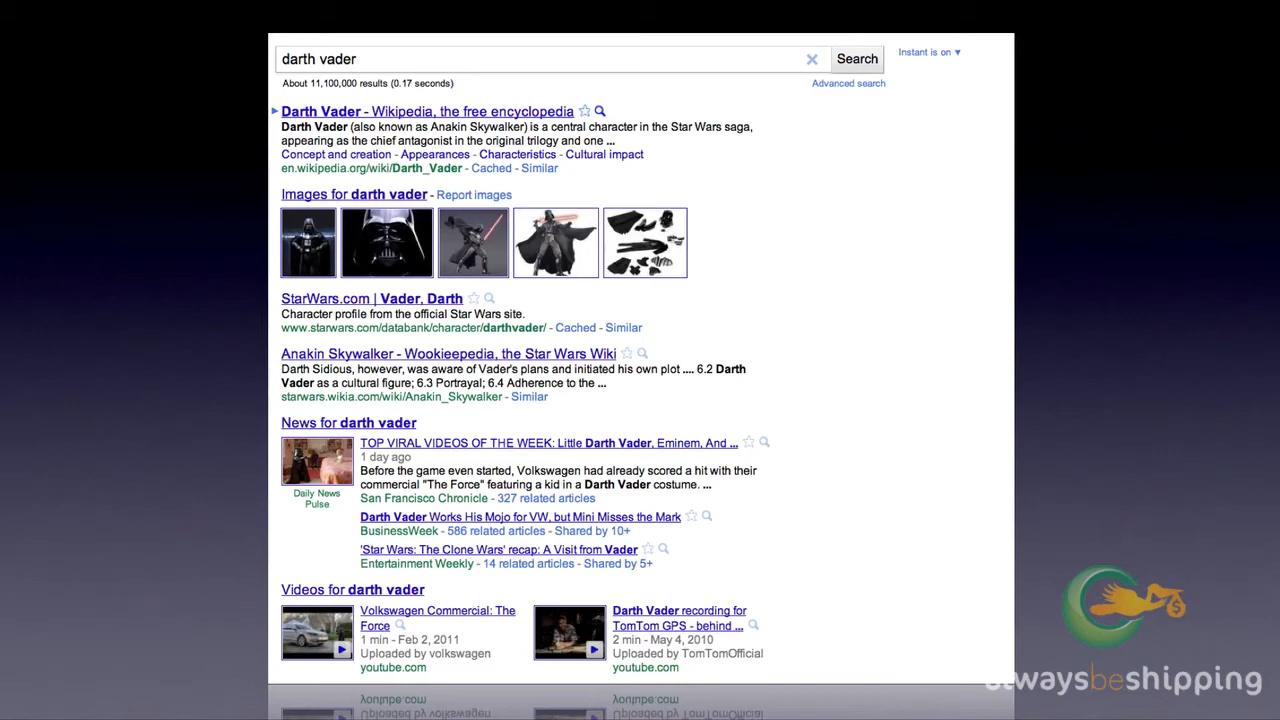 darth vader
Search
Instant is on
About 11,100,000 results (0.17 seconds)
Advanced search
Darth Vader - Wikipedia, the free encyclopedia
Darth Vader (also known as Anakin Skywalker) is a central character in the Star Wars saga,
appearing as the chief antagonist in the original trilogy and one ...
Concept and creation - Appearances - Characteristics - Cultural impact
en.wikipedia.org/wiki/Darth_Vader - Cached - Similar
Images for darth vader - Report images
StarWars.com | Vader, Darth
Character profile from the official Star Wars site.
www.starwars.com/databank/character/darthvader/ - Cached - Similar
Anakin Skywalker - Wookieepedia, the Star Wars Wiki
Darth Sidious, however, was aware of Vader's plans and initiated his own plot .... 6.2 Darth
Vader as a cultural figure; 6.3 Portrayal; 6.4 Adherence to the ...
starwars.wikia.com/wiki/Anakin_Skywalker - Similar
News for darth vader
TOP VIRAL VIDEOS OF THE WEEK: Little Darth Vader, Eminem, And ...
1 day ago
Before the game even started, Volkswagen had already scored a hit with their
commercial "The Force" featuring a kid in a Darth Vader costume. ...
San Francisco Chronicle - 327 related articles
Daily News
Pulse
Darth Vader Works His Mojo for VW, but Mini Misses the Mark
BusinessWeek - 586 related articles - Shared by 10+
'Star Wars: The Clone Wars' recap: A Visit from Vader
Entertainment Weekly - 14 related articles - Shared by 5+
Videos for darth vader
Volkswagen Commercial: The
Force
1 min - Feb 2, 2011
Uploaded by volkswagen
youtube.com
Darth Vader recording for
TomTom GPS - behind ...
2 min - May 4, 2010
Uploaded by TomTomOfficial
youtube.com
alwaysbeshipping
youtube.com
Uploaded by volkswagen
youtube.com
Uploaded by TomTomOfficial